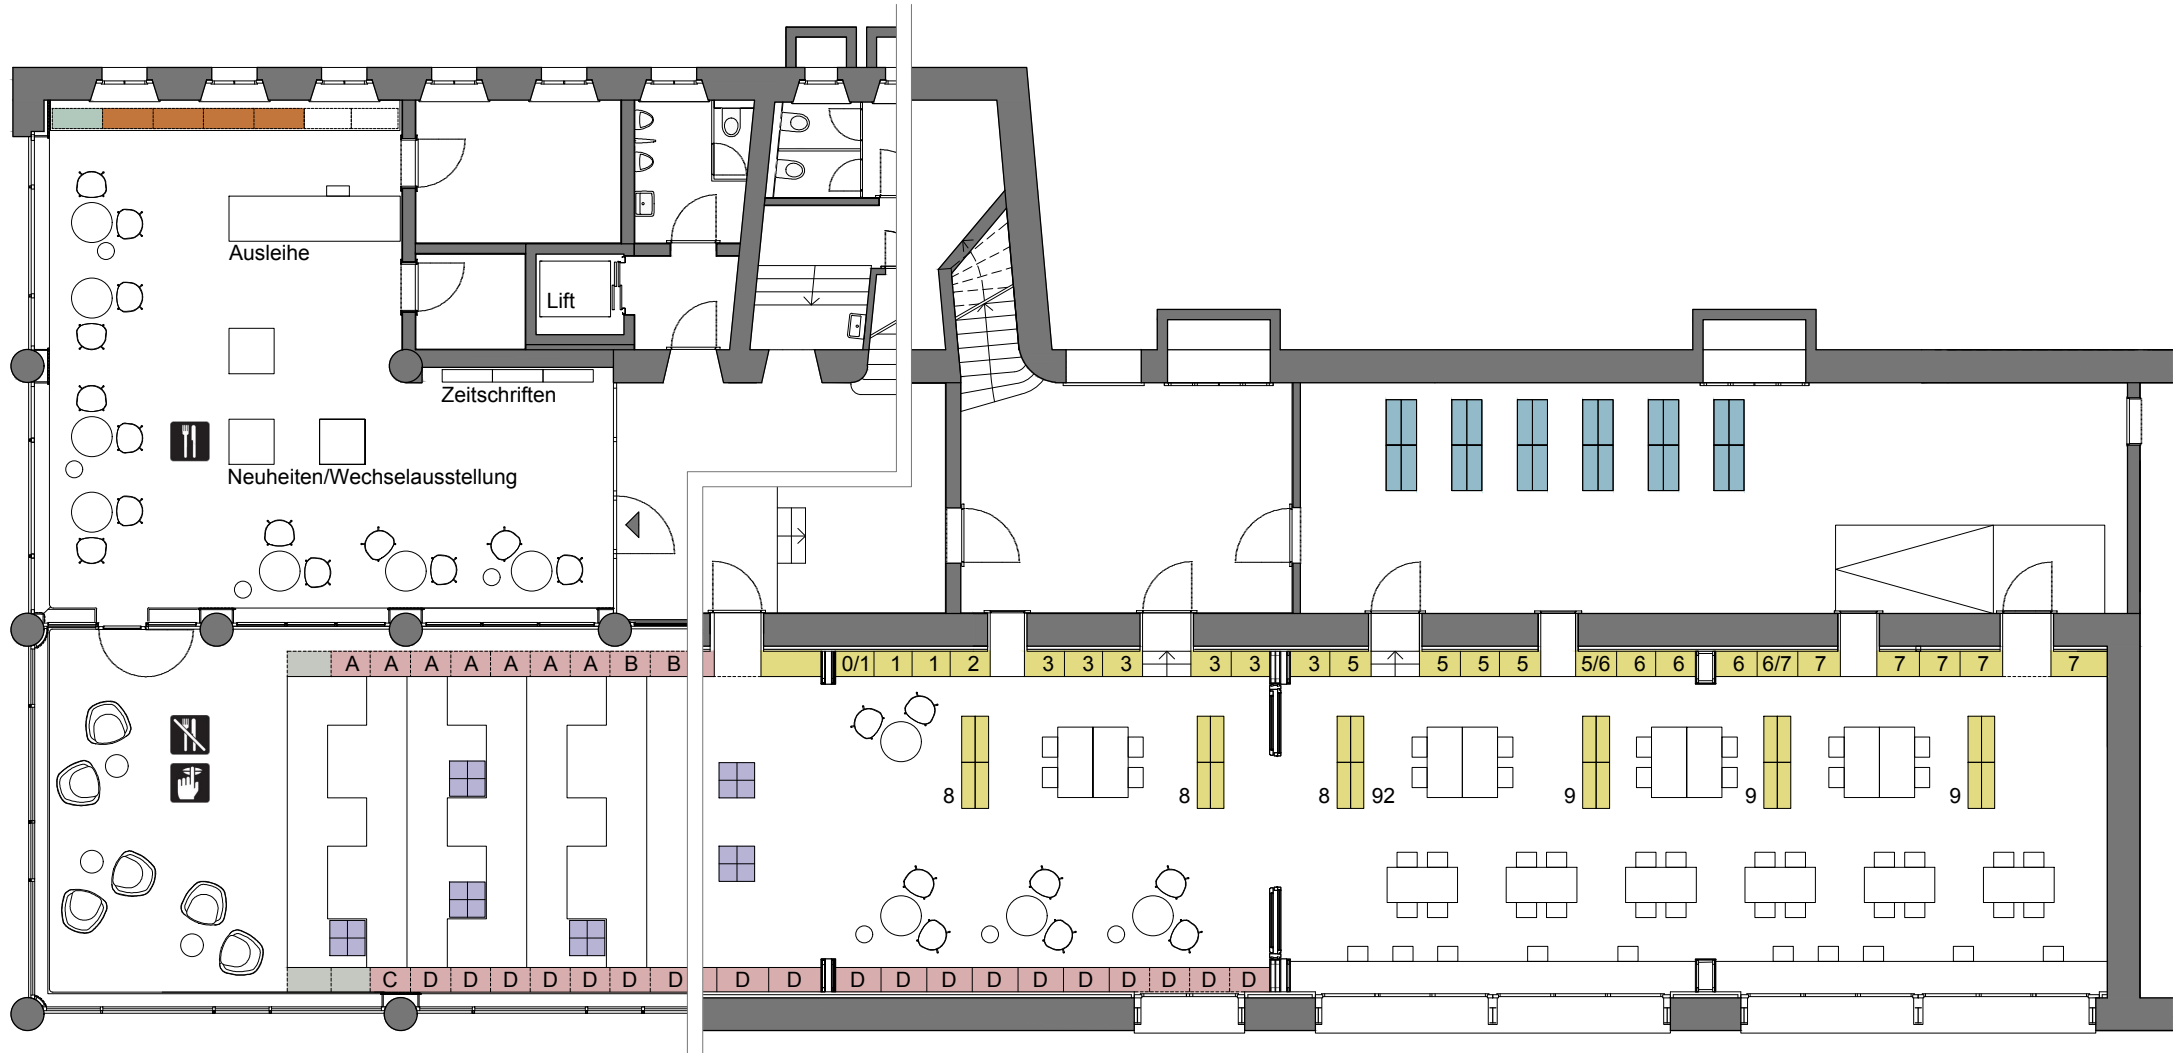 Ausleihe
Lift
Zeitschriften
Neuheiten/Wechselausstellung
A A A A A A A B B 0/1 1 1 2 3 3 3 3 3 3 5 5 5 5 5/6 6 6 6 6/7 7 7 7 7 7
8 8 8 92 9 9 9
C D D D D D D D D D D D D D D D D D D D